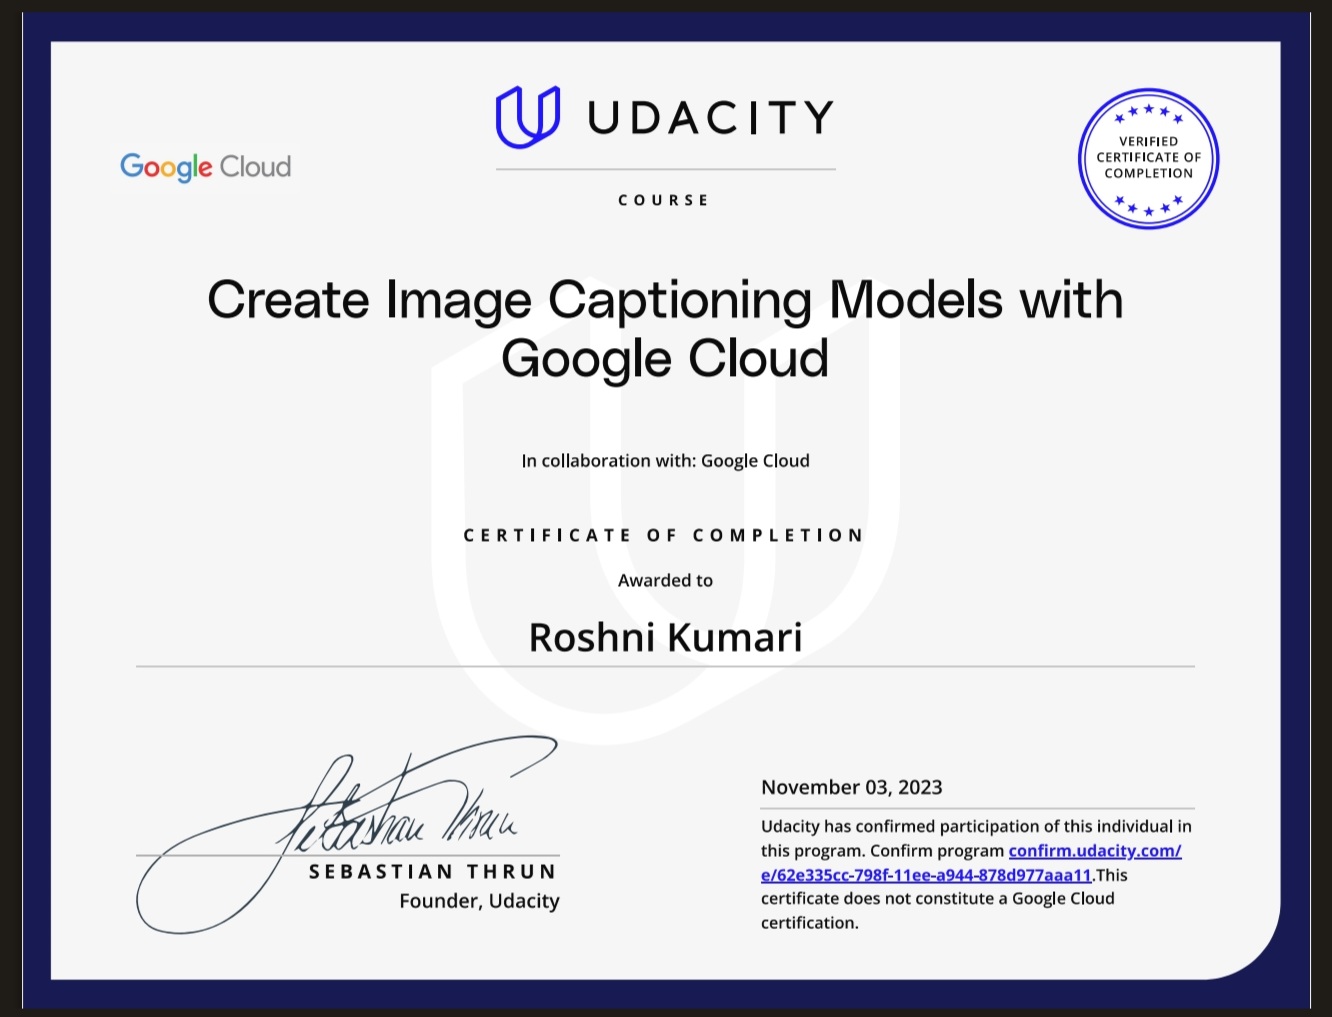 UDACITY
Google Cloud
VERIFIED
CERTIFICATE OF
COMPLETION
COURSE
Create Image Captioning Models with
Google Cloud
In collaboration with: Google Cloud
CERTIFICATE OF COMPLETION
Awarded to
Roshni Kumari
Sebastian Thrun
SEBASTIAN THRUN
Founder, Udacity
November 03, 2023
Udacity has confirmed participation of this individual in
this program. Confirm program confirm.udacity.com/
e/62e335cc-798f-11ee-a944-878d977aaa11.This
certificate does not constitute a Google Cloud
certification.